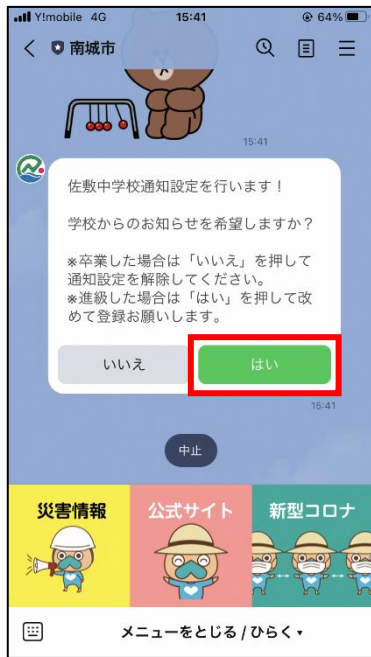 Y!mobile 4G 15:41 64%
南城市
15:41
佐敷中学校通知設定を行います！
学校からのお知らせを希望しますか？
※卒業した場合は「いいえ」を押して
通知設定を解除してください。
※進級した場合は「はい」を押して改
めて登録お願いします。
いいえ はい
15:41
中止
災害情報 公式サイト 新型コロナ
メニューをとじる / ひらく▾